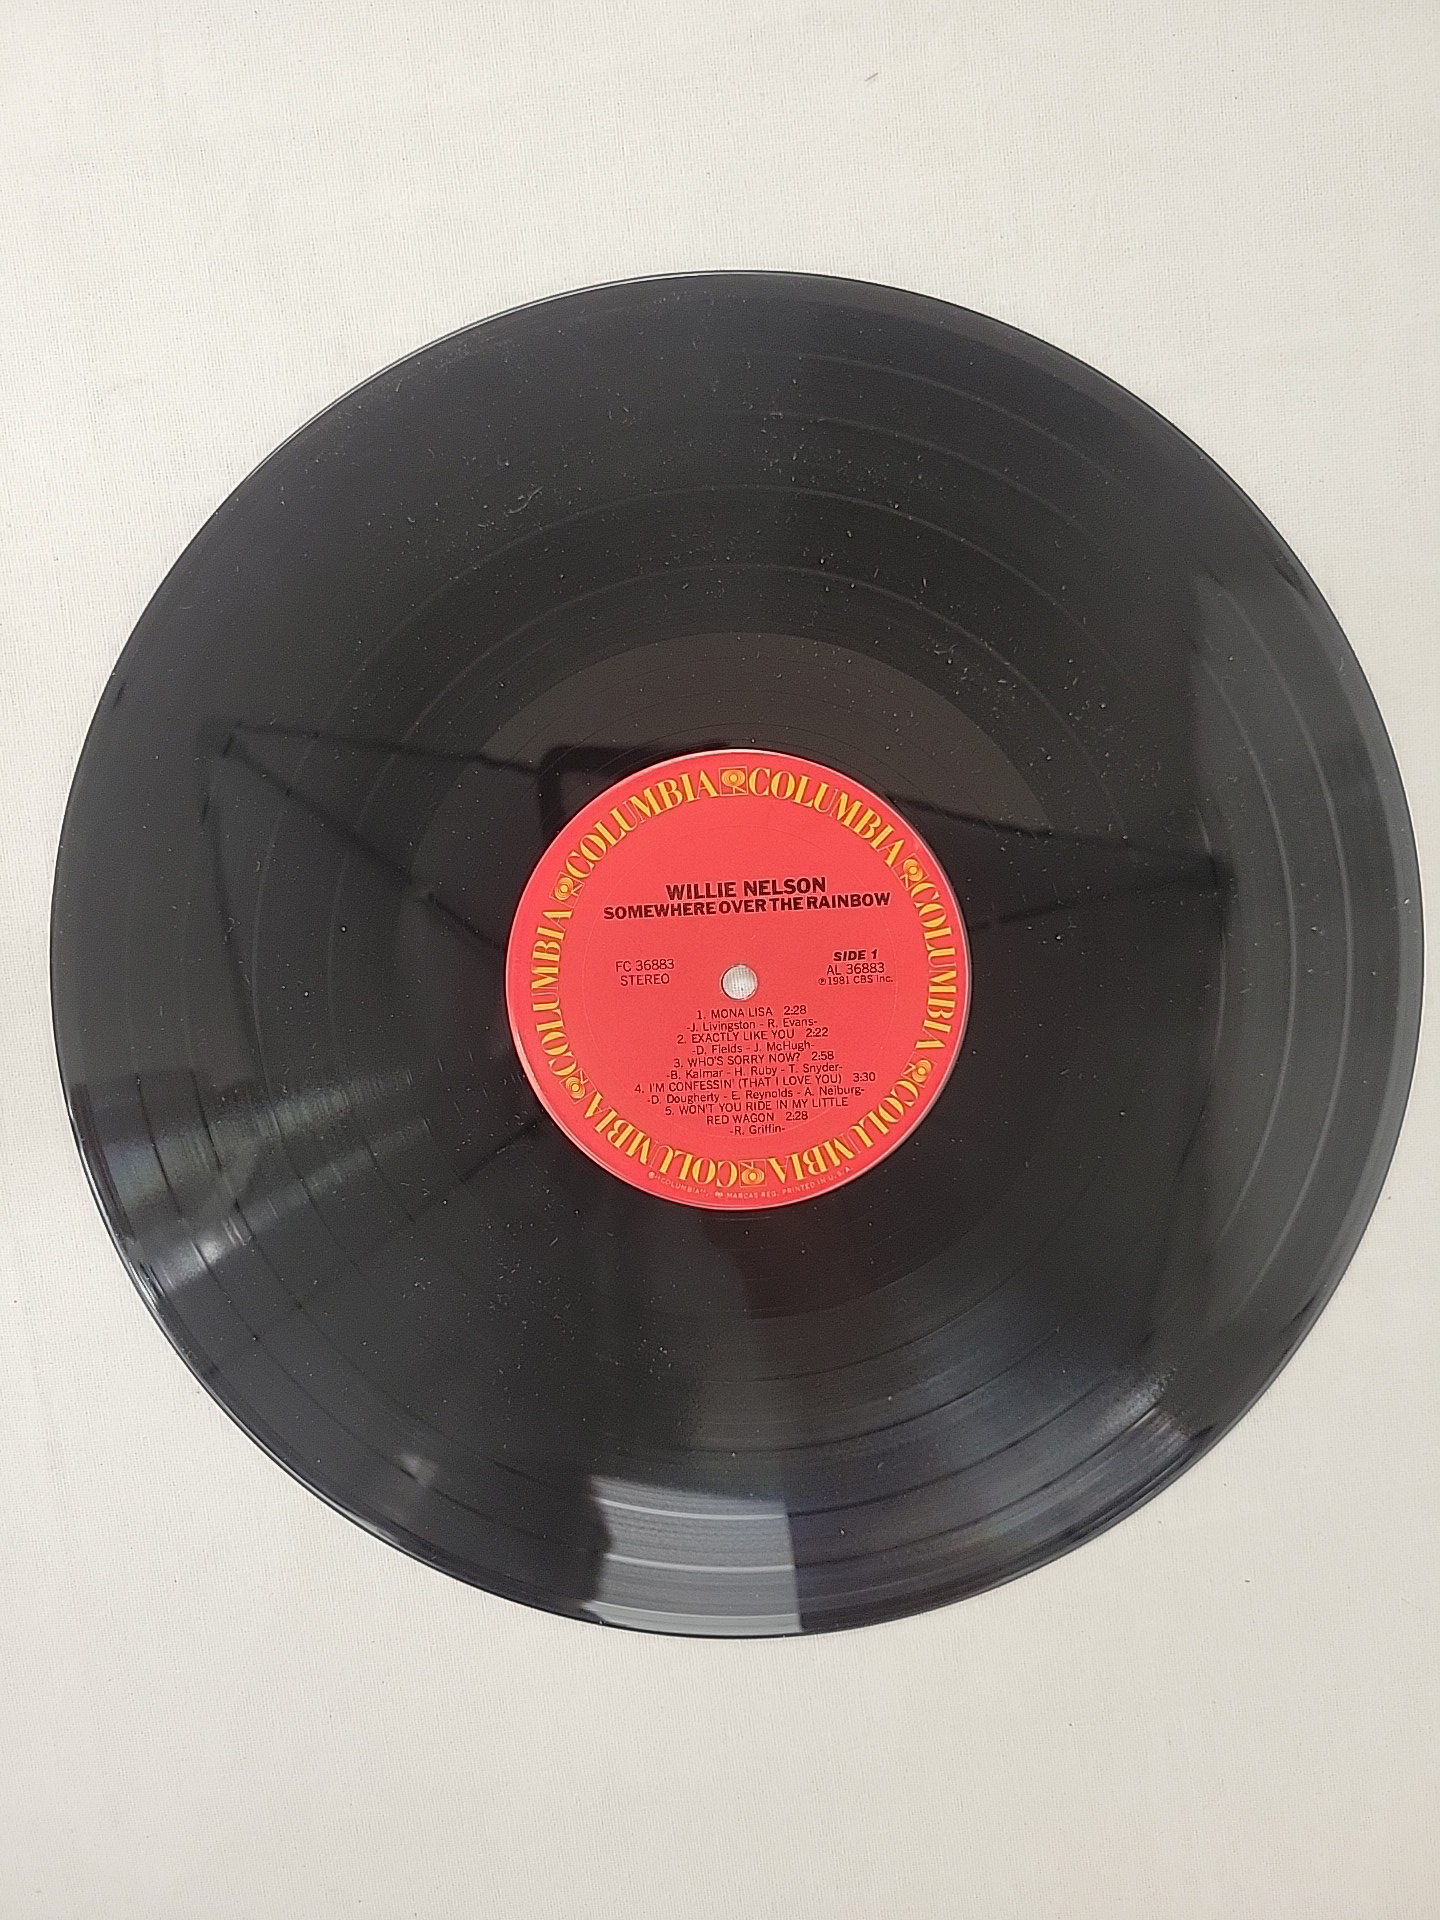 COLUMBIA COLUMBIA COLUMBIA COLUMBIA COLUMBIA COLUMBIA
WILLIE NELSON
SOMEWHERE OVER THE RAINBOW
FC 36883
STEREO
SIDE 1
AL 36883
℗1981 CBS Inc.
1. MONA LISA 2:28
-J. Livingston - R. Evans-
2. EXACTLY LIKE YOU 2:22
-D. Fields - J. McHugh-
3. WHO'S SORRY NOW? 2:58
-B. Kalmar - H. Ruby - T. Snyder-
4. I'M CONFESSIN' (THAT I LOVE YOU) 3:30
-D. Dougherty - E. Reynolds - A. Neiburg-
5. WON'T YOU RIDE IN MY LITTLE
RED WAGON 2:28
-R. Griffin-
"COLUMBIA", MARCAS REG. PRINTED IN U.S.A.